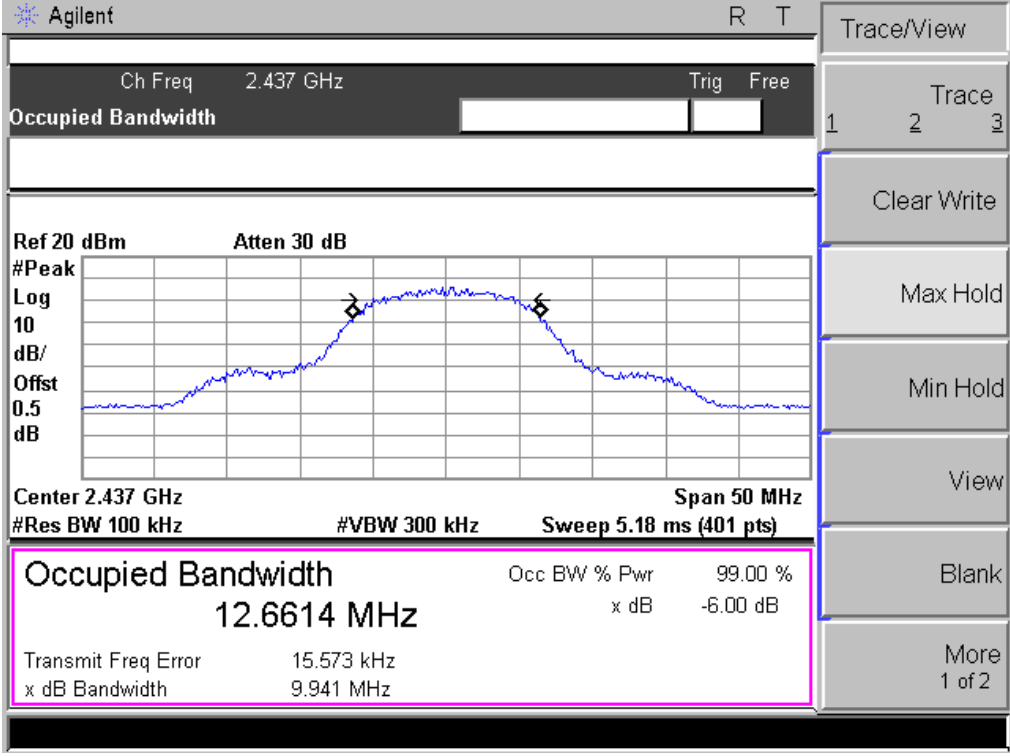 Agilent R T
Trace/View
Ch Freq 2.437 GHz Trig Free
Occupied Bandwidth
Trace
1 2 3
Clear Write
Ref 20 dBm Atten 30 dB
#Peak
Log
10
dB/
Offst
0.5
dB
Max Hold
Min Hold
View
Center 2.437 GHz Span 50 MHz
#Res BW 100 kHz #VBW 300 kHz Sweep 5.18 ms (401 pts)
Occupied Bandwidth Occ BW % Pwr 99.00 %
12.6614 MHz x dB -6.00 dB
Transmit Freq Error 15.573 kHz
x dB Bandwidth 9.941 MHz
Blank
More
1 of 2